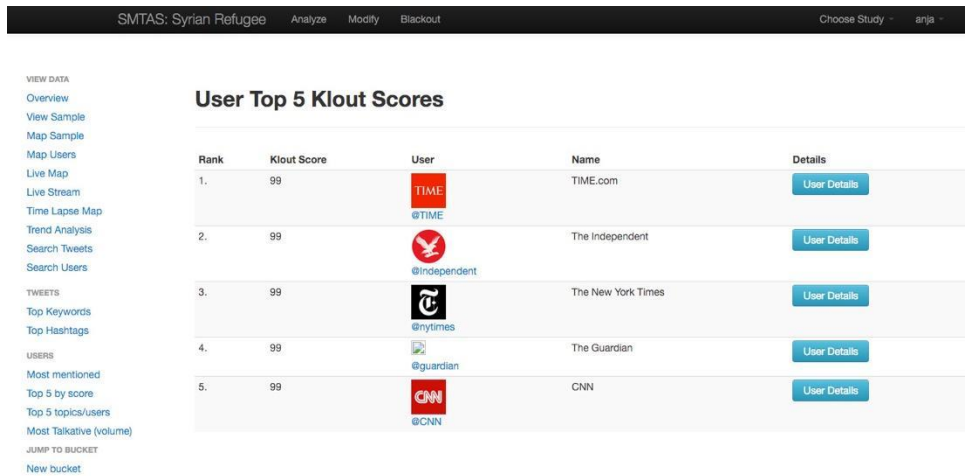 SMTAS: Syrian Refugee Analyze Modify Blackout Choose Study anja
VIEW DATA
Overview
View Sample
Map Sample
Map Users
Live Map
Live Stream
Time Lapse Map
Trend Analysis
Search Tweets
Search Users
TWEETS
Top Keywords
Top Hashtags
USERS
Most mentioned
Top 5 by score
Top 5 topics/users
Most Talkative (volume)
JUMP TO BUCKET
New bucket
User Top 5 Klout Scores
Rank Klout Score User Name Details
1. 99 TIME TIME.com User Details
@TIME
2. 99 The Independent User Details
@Independent
3. 99 The New York Times User Details
@nytimes
4. 99 The Guardian User Details
@guardian
5. 99 CNN CNN User Details
@CNN